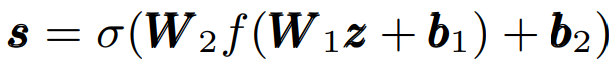 s = σ(W₂f(W₁z + b₁) + b₂)